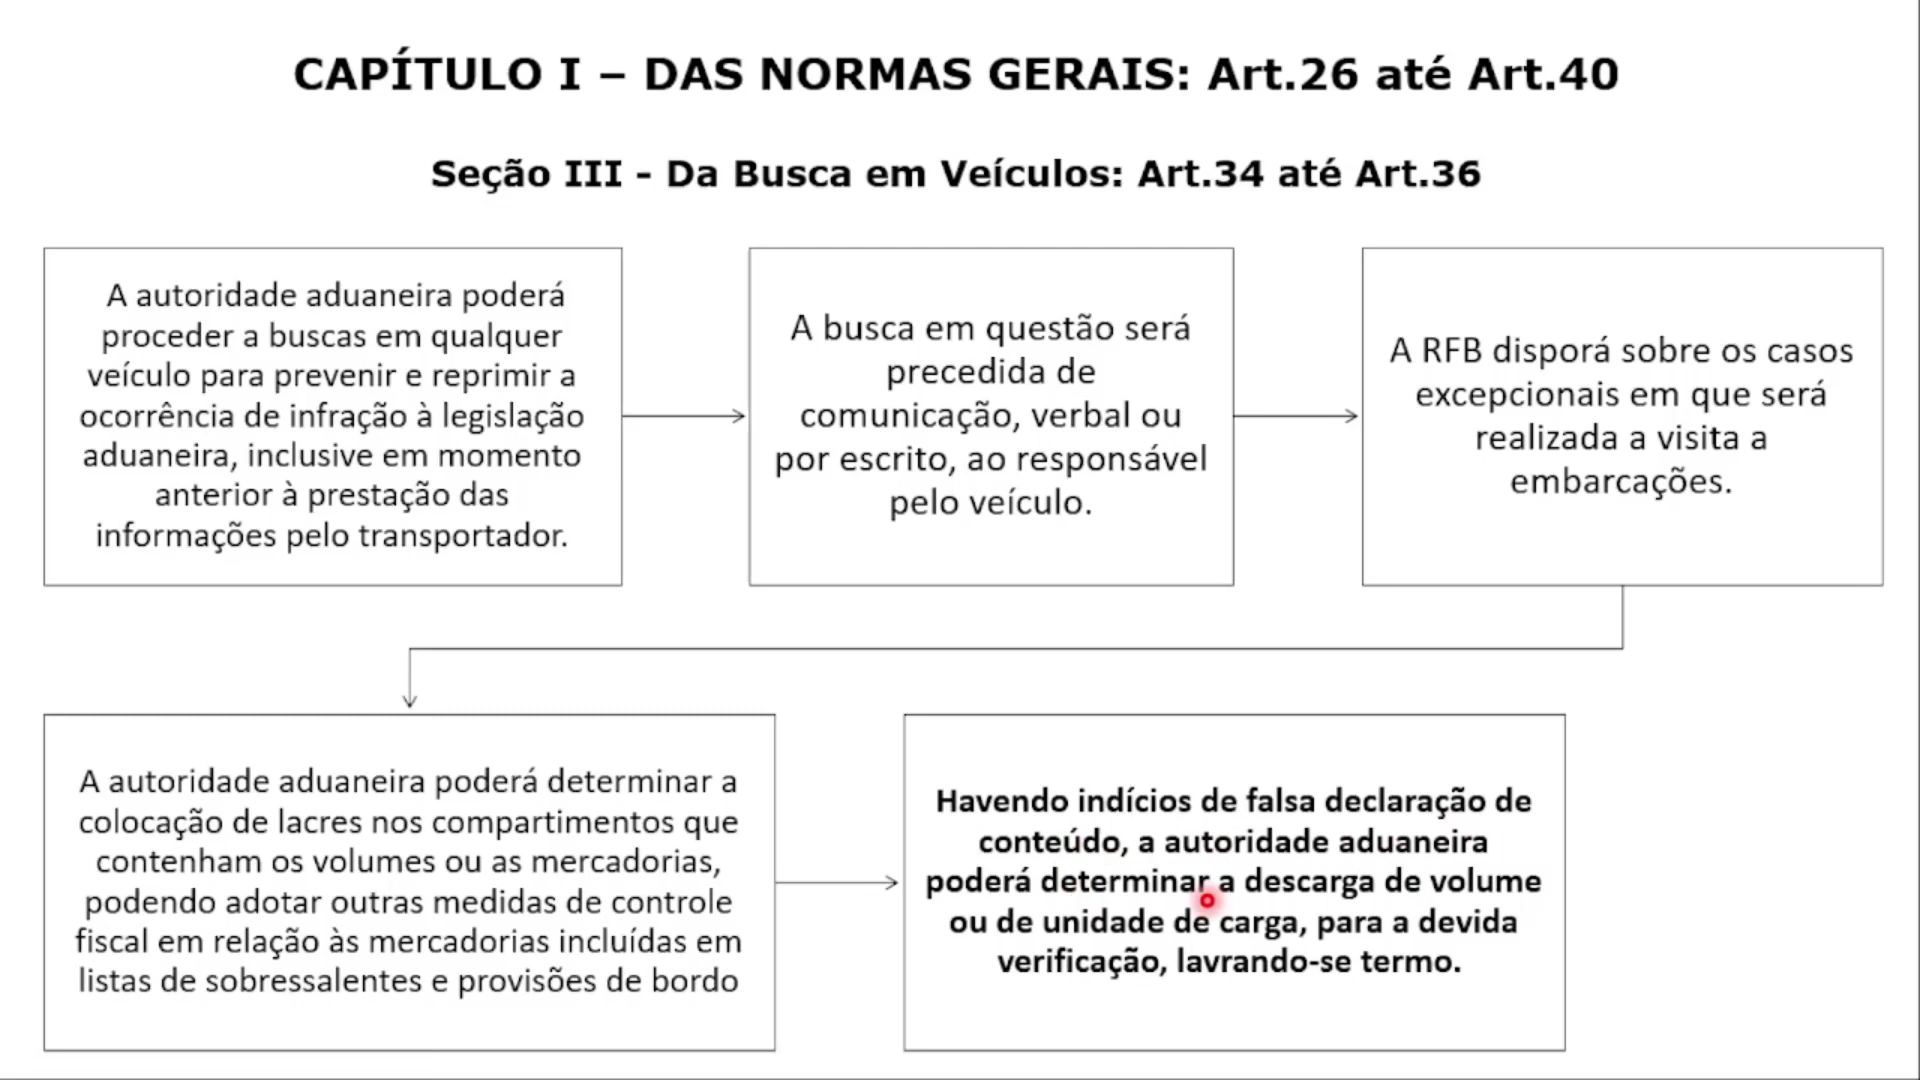 CAPÍTULO I – DAS NORMAS GERAIS: Art.26 até Art.40
Seção III - Da Busca em Veículos: Art.34 até Art.36
A autoridade aduaneira poderá
proceder a buscas em qualquer
veículo para prevenir e reprimir a
ocorrência de infração à legislação
aduaneira, inclusive em momento
anterior à prestação das
informações pelo transportador.
A busca em questão será
precedida de
comunicação, verbal ou
por escrito, ao responsável
pelo veículo.
A RFB disporá sobre os casos
excepcionais em que será
realizada a visita a
embarcações.
A autoridade aduaneira poderá determinar a
colocação de lacres nos compartimentos que
contenham os volumes ou as mercadorias,
podendo adotar outras medidas de controle
fiscal em relação às mercadorias incluídas em
listas de sobressalentes e provisões de bordo
Havendo indícios de falsa declaração de
conteúdo, a autoridade aduaneira
poderá determinar a descarga de volume
ou de unidade de carga, para a devida
verificação, lavrando-se termo.